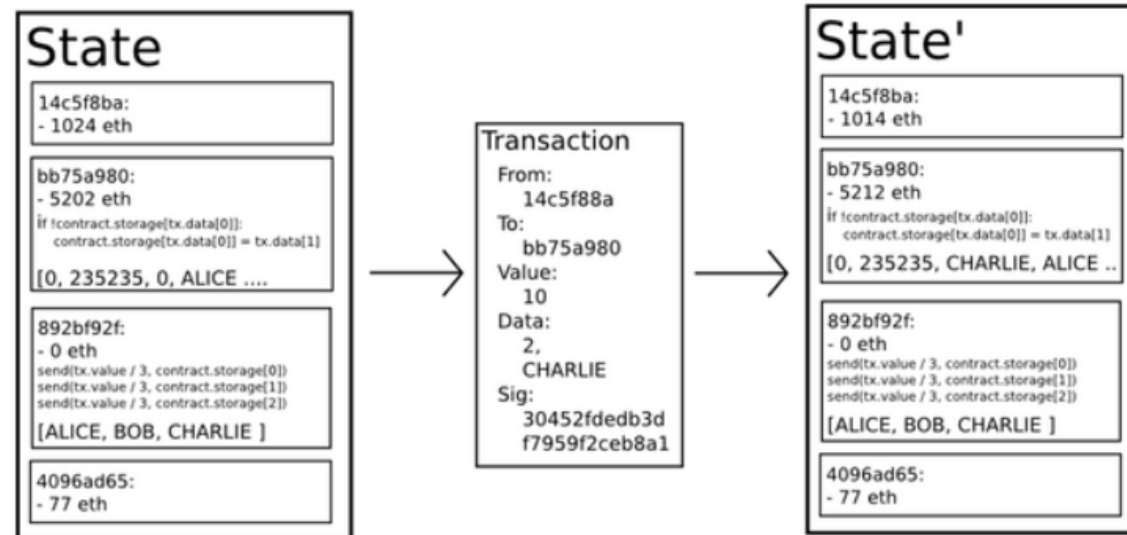 State
14c5f8ba:
- 1024 eth
bb75a980:
- 5202 eth
if !contract.storage[tx.data[0]]:
contract.storage[tx.data[0]] = tx.data[1]
[0, 235235, 0, ALICE ....
892bf92f:
- 0 eth
send(tx.value / 3, contract.storage[0])
send(tx.value / 3, contract.storage[1])
send(tx.value / 3, contract.storage[2])
[ALICE, BOB, CHARLIE ]
4096ad65:
- 77 eth
Transaction
From:
14c5f88a
To:
bb75a980
Value:
10
Data:
2,
CHARLIE
Sig:
30452fdedb3d
f7959f2ceb8a1
State'
14c5f8ba:
- 1014 eth
bb75a980:
- 5212 eth
if !contract.storage[tx.data[0]]:
contract.storage[tx.data[0]] = tx.data[1]
[0, 235235, CHARLIE, ALICE ..
892bf92f:
- 0 eth
send(tx.value / 3, contract.storage[0])
send(tx.value / 3, contract.storage[1])
send(tx.value / 3, contract.storage[2])
[ALICE, BOB, CHARLIE ]
4096ad65:
- 77 eth